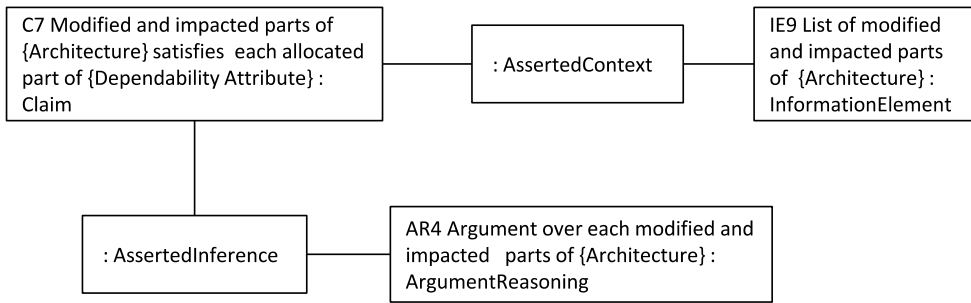 C7 Modified and impacted parts of
{Architecture} satisfies each allocated
part of {Dependability Attribute} :
Claim
: AssertedContext
IE9 List of modified
and impacted parts
of {Architecture} :
InformationElement
: AssertedInference
AR4 Argument over each modified and
impacted parts of {Architecture} :
ArgumentReasoning